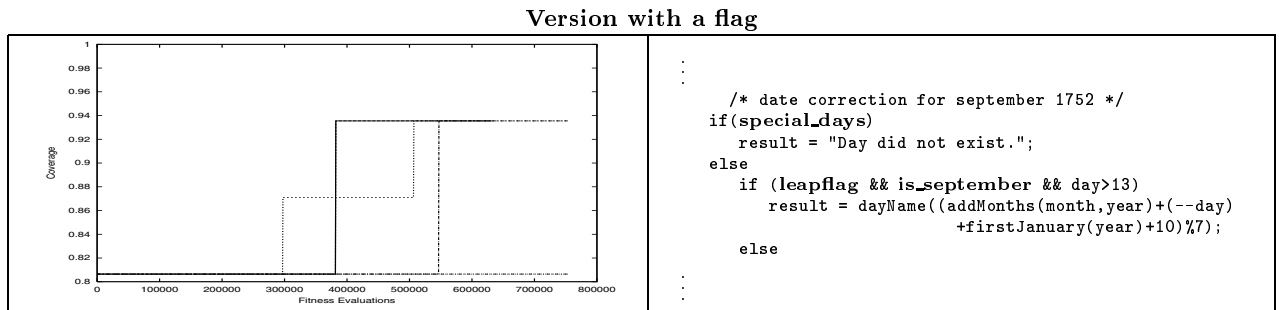 Version with a flag
1
0.98
0.96
0.94
0.92
0.9
0.88
0.86
0.84
0.82
0.8
Coverage
0 100000 200000 300000 400000 500000 600000 700000 800000
Fitness Evaluations
.
.
.
/* date correction for september 1752 */
if(special_days)
result = "Day did not exist.";
else
if (leapflag && is_september && day>13)
result = dayName((addMonths(month,year)+(--day)
+firstJanuary(year)+10)%7);
else
.
.
.